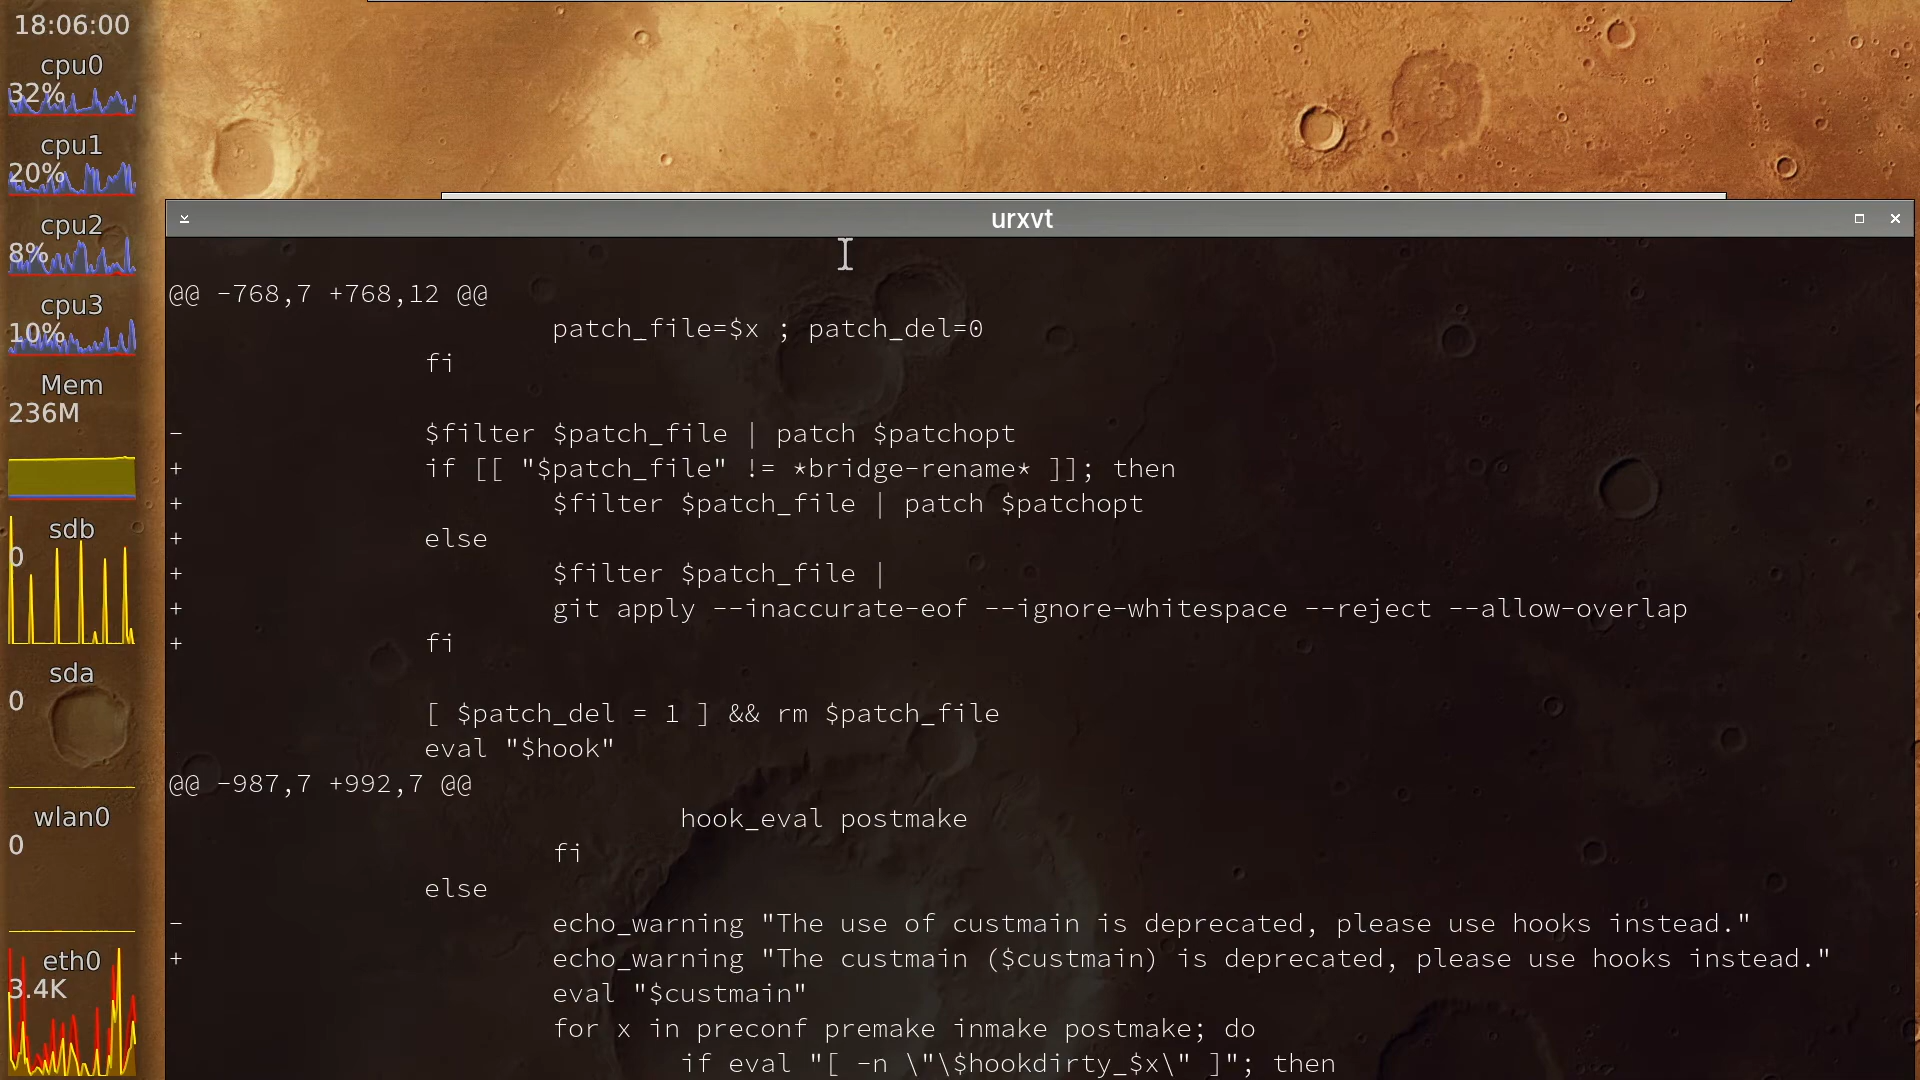 18:06:00
cpu0
32%
cpu1
20%
cpu2
8%
cpu3
10%
Mem
236M
sdb
0
sda
0
wlan0
0
eth0
3.4K
urxvt
@@ -768,7 +768,12 @@
patch_file=$x ; patch_del=0
fi
- $filter $patch_file | patch $patchopt
+ if [[ "$patch_file" != *bridge-rename* ]]; then
+ $filter $patch_file | patch $patchopt
+ else
+ $filter $patch_file |
+ git apply --inaccurate-eof --ignore-whitespace --reject --allow-overlap
+ fi
[ $patch_del = 1 ] && rm $patch_file
eval "$hook"
@@ -987,7 +992,7 @@
hook_eval postmake
fi
else
- echo_warning "The use of custmain is deprecated, please use hooks instead."
+ echo_warning "The custmain ($custmain) is deprecated, please use hooks instead."
eval "$custmain"
for x in preconf premake inmake postmake; do
if eval "[ -n \"\$hookdirty_$x\" ]"; then